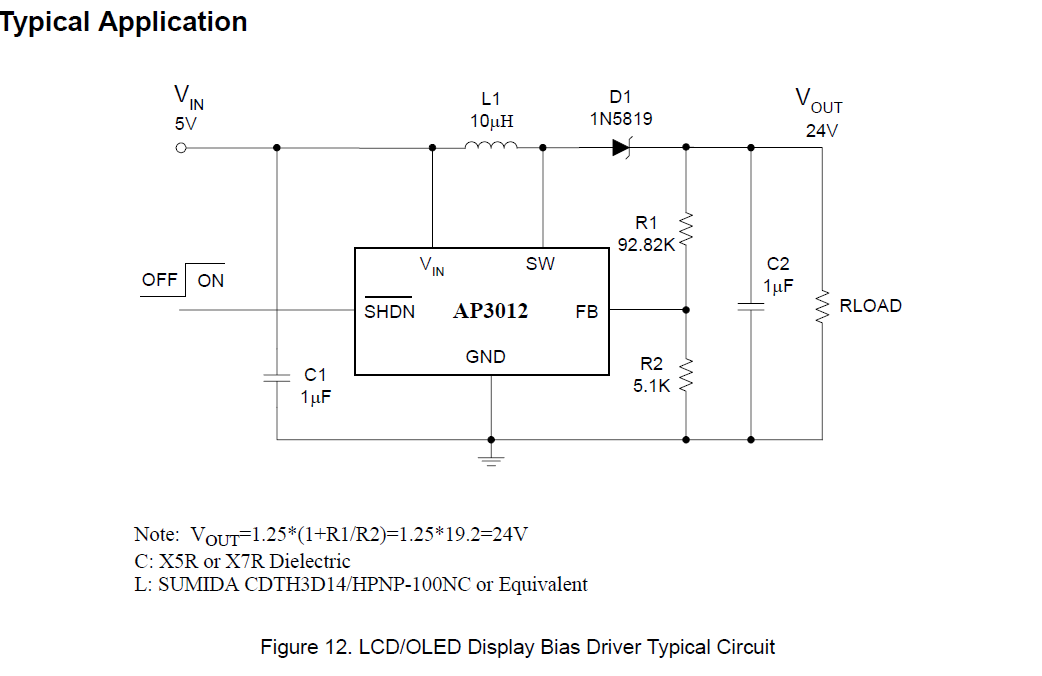 Typical Application
VIN
5V
L1
10μH
D1
1N5819
VOUT
24V
R1
92.82K
OFF ON
VIN
SW
C2
1μF
SHDN
AP3012
FB
RLOAD
GND
R2
5.1K
C1
1μF
Note: VOUT=1.25*(1+R1/R2)=1.25*19.2=24V
C: X5R or X7R Dielectric
L: SUMIDA CDTH3D14/HPNP-100NC or Equivalent
Figure 12. LCD/OLED Display Bias Driver Typical Circuit